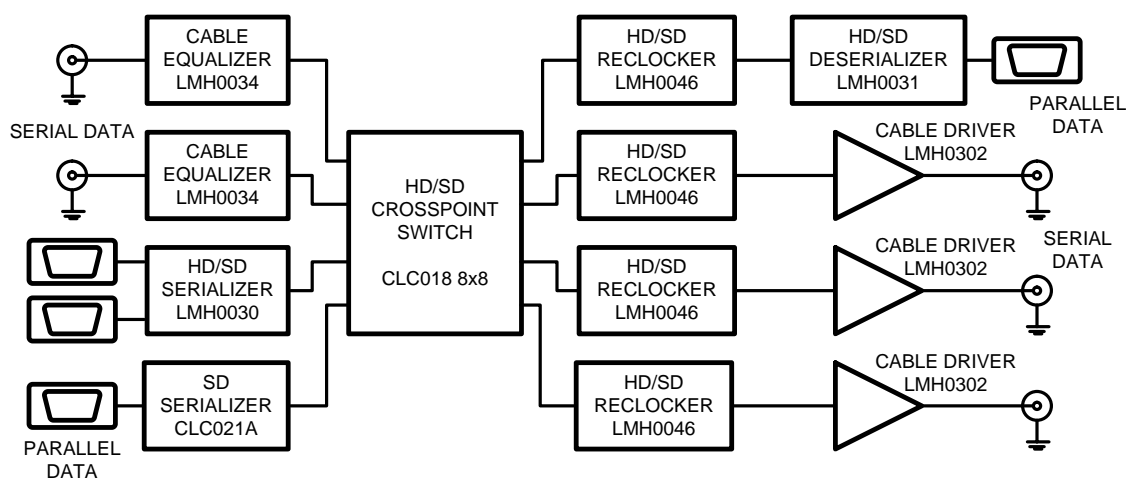 CABLE
EQUALIZER
LMH0034
SERIAL DATA
CABLE
EQUALIZER
LMH0034
HD/SD
SERIALIZER
LMH0030
SD
SERIALIZER
CLC021A
PARALLEL
DATA
HD/SD
CROSSPOINT
SWITCH
CLC018 8x8
HD/SD
RECLOCKER
LMH0046
HD/SD
DESERIALIZER
LMH0031
PARALLEL
DATA
HD/SD
RECLOCKER
LMH0046
CABLE DRIVER
LMH0302
HD/SD
RECLOCKER
LMH0046
CABLE DRIVER
LMH0302
SERIAL
DATA
HD/SD
RECLOCKER
LMH0046
CABLE DRIVER
LMH0302